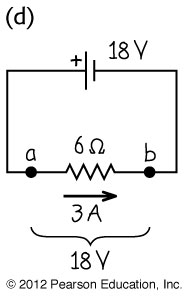 (d)
+ 18 V
6 Ω
a b
3 A
18 V
© 2012 Pearson Education, Inc.